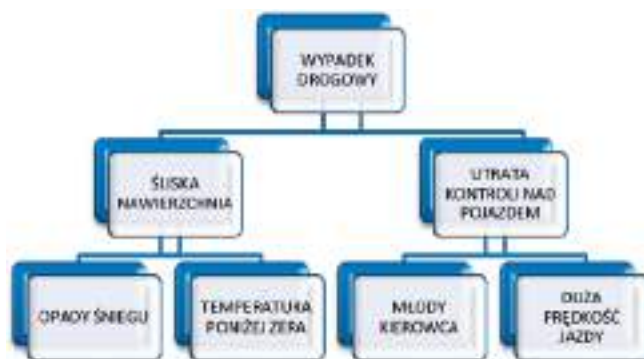 WYPADEK
DROGOWY
ŚLISKA
NAWIERZCHNIA
UTRATA
KONTROLI NAD
POJAZDEM
OPADY ŚNIEGU
TEMPERATURA
PONIŻEJ ZERA
MŁODY
KIEROWCA
DUŻA
PRĘDKOŚĆ
JAZDY